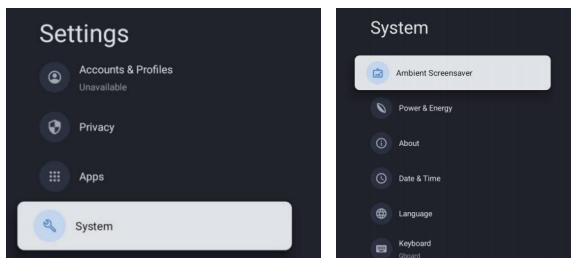 Settings
Accounts & Profiles
Unavailable
Privacy
Apps
System
System
Ambient Screensaver
Power & Energy
About
Date & Time
Language
Keyboard
Gboard